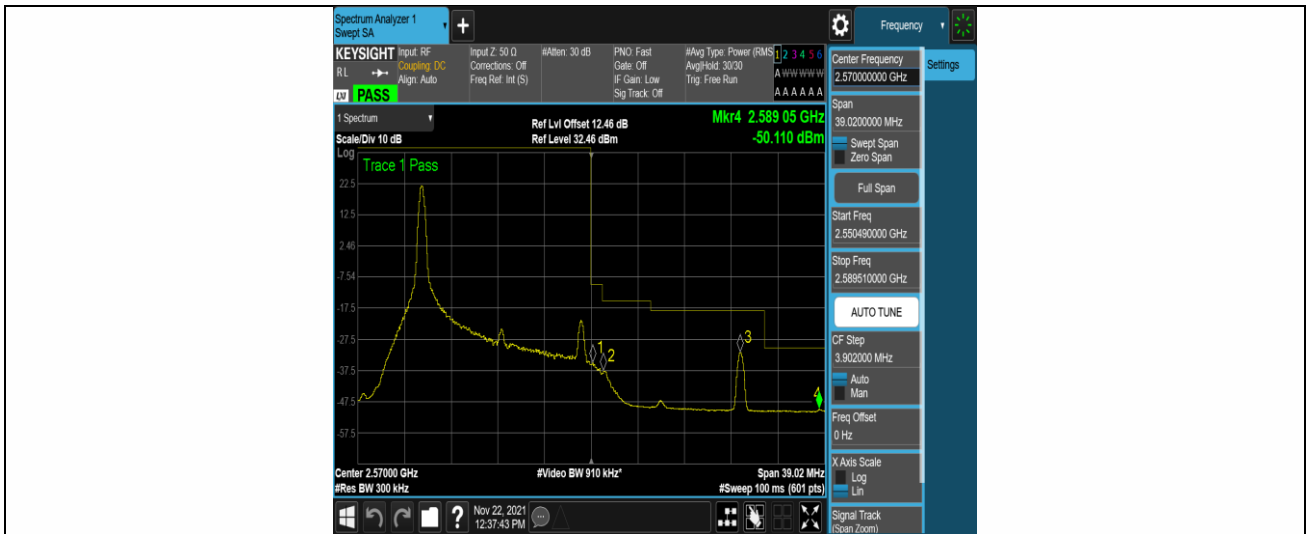 Spectrum Analyzer 1
Swept SA
Frequency
KEYSIGHT
RL
LXI
PASS
Input: RF
Coupling: DC
Align: Auto
Input Z: 50 Ω
Corrections: Off
Freq Ref: Int (S)
#Atten: 30 dB
PNO: Fast
Gate: Off
IF Gain: Low
Sig Track: Off
#Avg Type: Power (RMS
Avg|Hold: 30/30
Trig: Free Run
1 2 3 4 5 6
A W W W W W
A A A A A A
1 Spectrum
Scale/Div 10 dB
Ref Lvl Offset 12.46 dB
Ref Level 32.46 dBm
Mkr4 2.589 05 GHz
-50.110 dBm
Log
Trace 1 Pass
22.5
12.5
2.46
-7.54
-17.5
-27.5
-37.5
-47.5
-57.5
1
2
3
4
Center 2.57000 GHz
#Res BW 300 kHz
#Video BW 910 kHz*
Span 39.02 MHz
#Sweep 100 ms (601 pts)
Nov 22, 2021
12:37:43 PM
Center Frequency
2.570000000 GHz
Span
39.0200000 MHz
Swept Span
Zero Span
Full Span
Start Freq
2.550490000 GHz
Stop Freq
2.589510000 GHz
AUTO TUNE
CF Step
3.902000 MHz
Auto
Man
Freq Offset
0 Hz
X Axis Scale
Log
Lin
Signal Track
(Span Zoom)
Settings